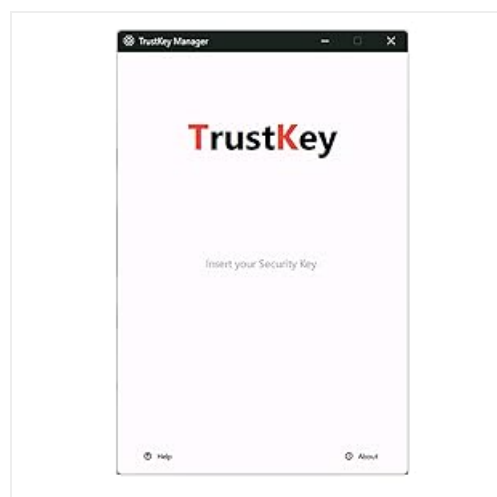 TrustKey Manager
TrustKey
Insert your Security Key
Help
About